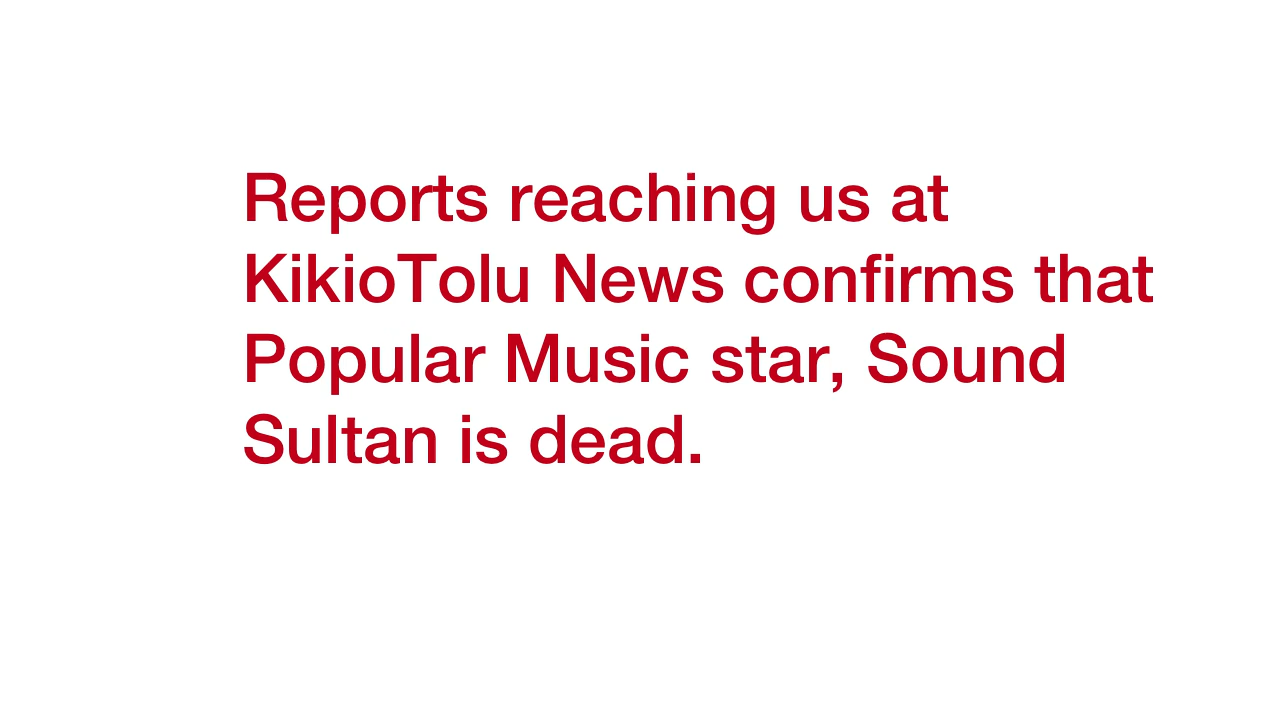 Reports reaching us at
KikioTolu News confirms that
Popular Music star, Sound
Sultan is dead.